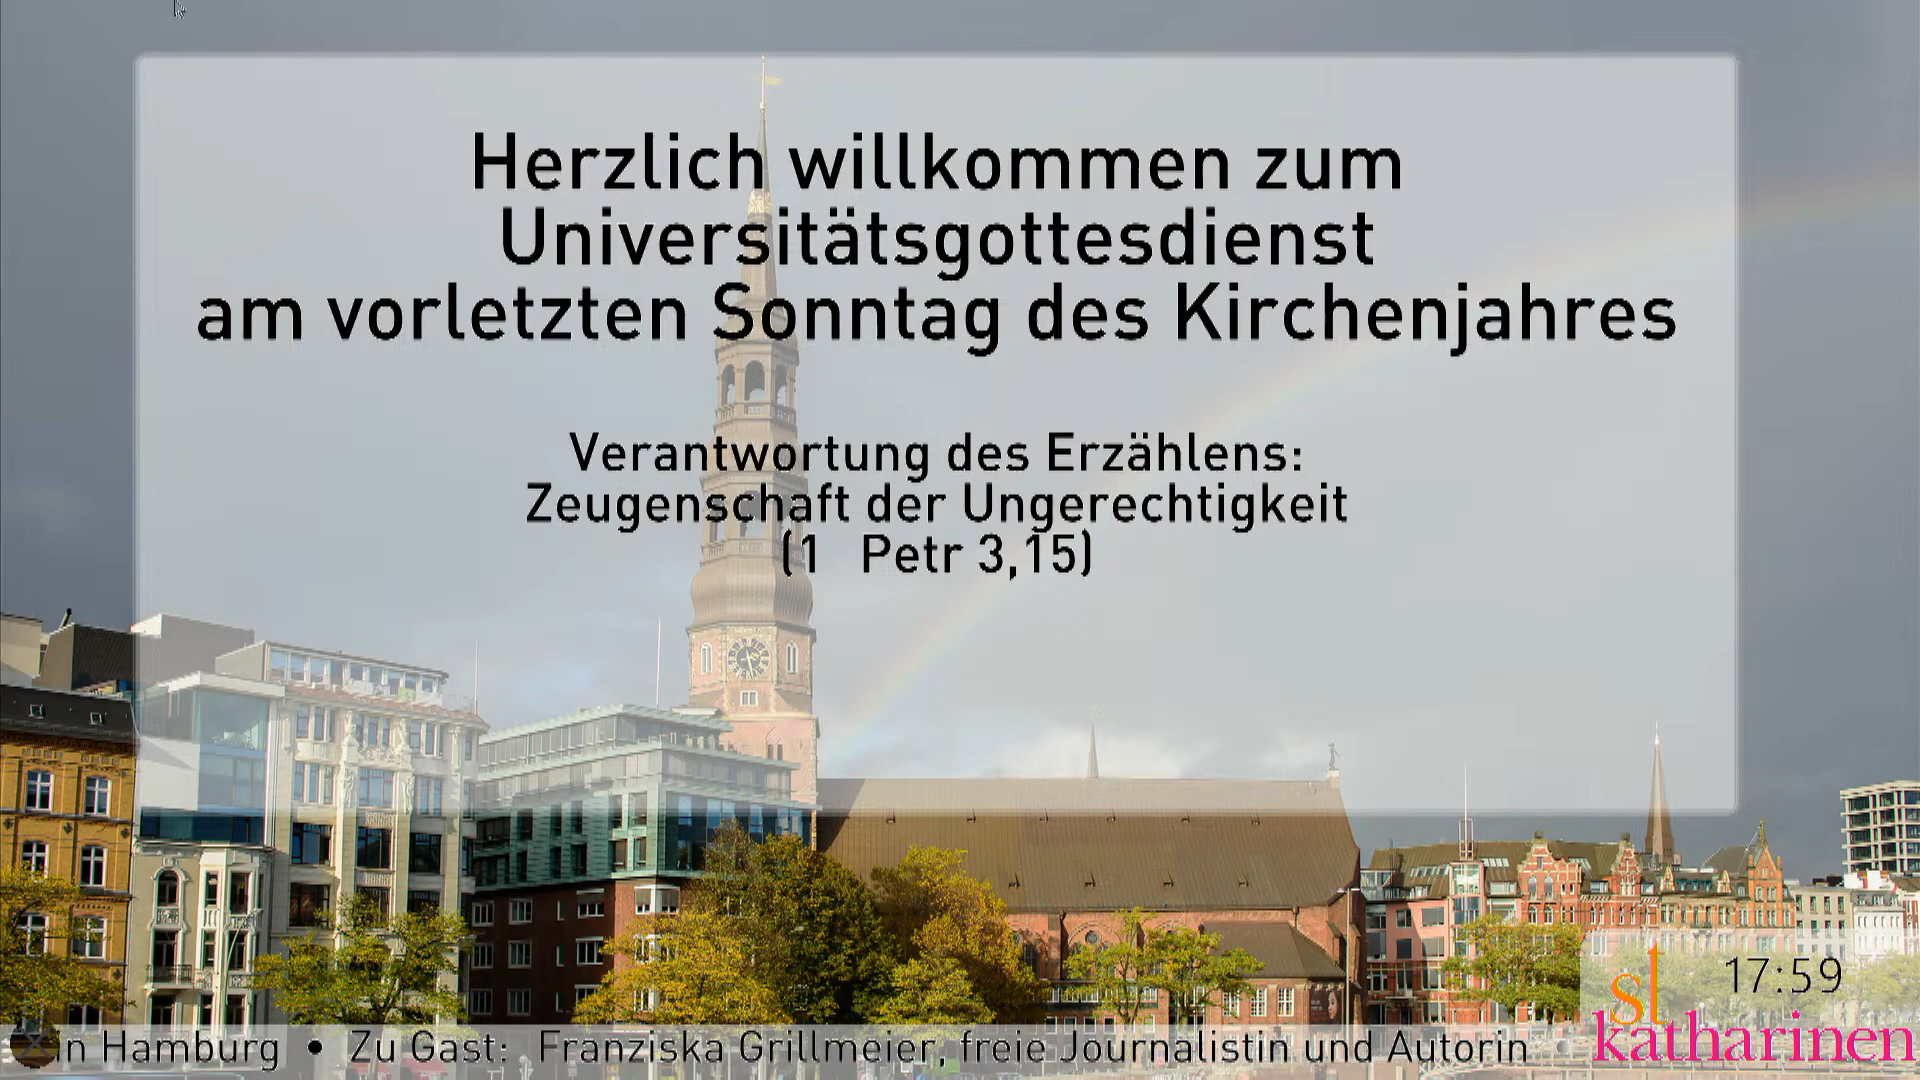 Herzlich willkommen zum
Universitätsgottesdienst
am vorletzten Sonntag des Kirchenjahres
Verantwortung des Erzählens:
Zeugenschaft der Ungerechtigkeit
(1 Petr 3,15)
17:59
st
katharinen
in Hamburg • Zu Gast: Franziska Grillmeier, freie Journalistin und Autorin